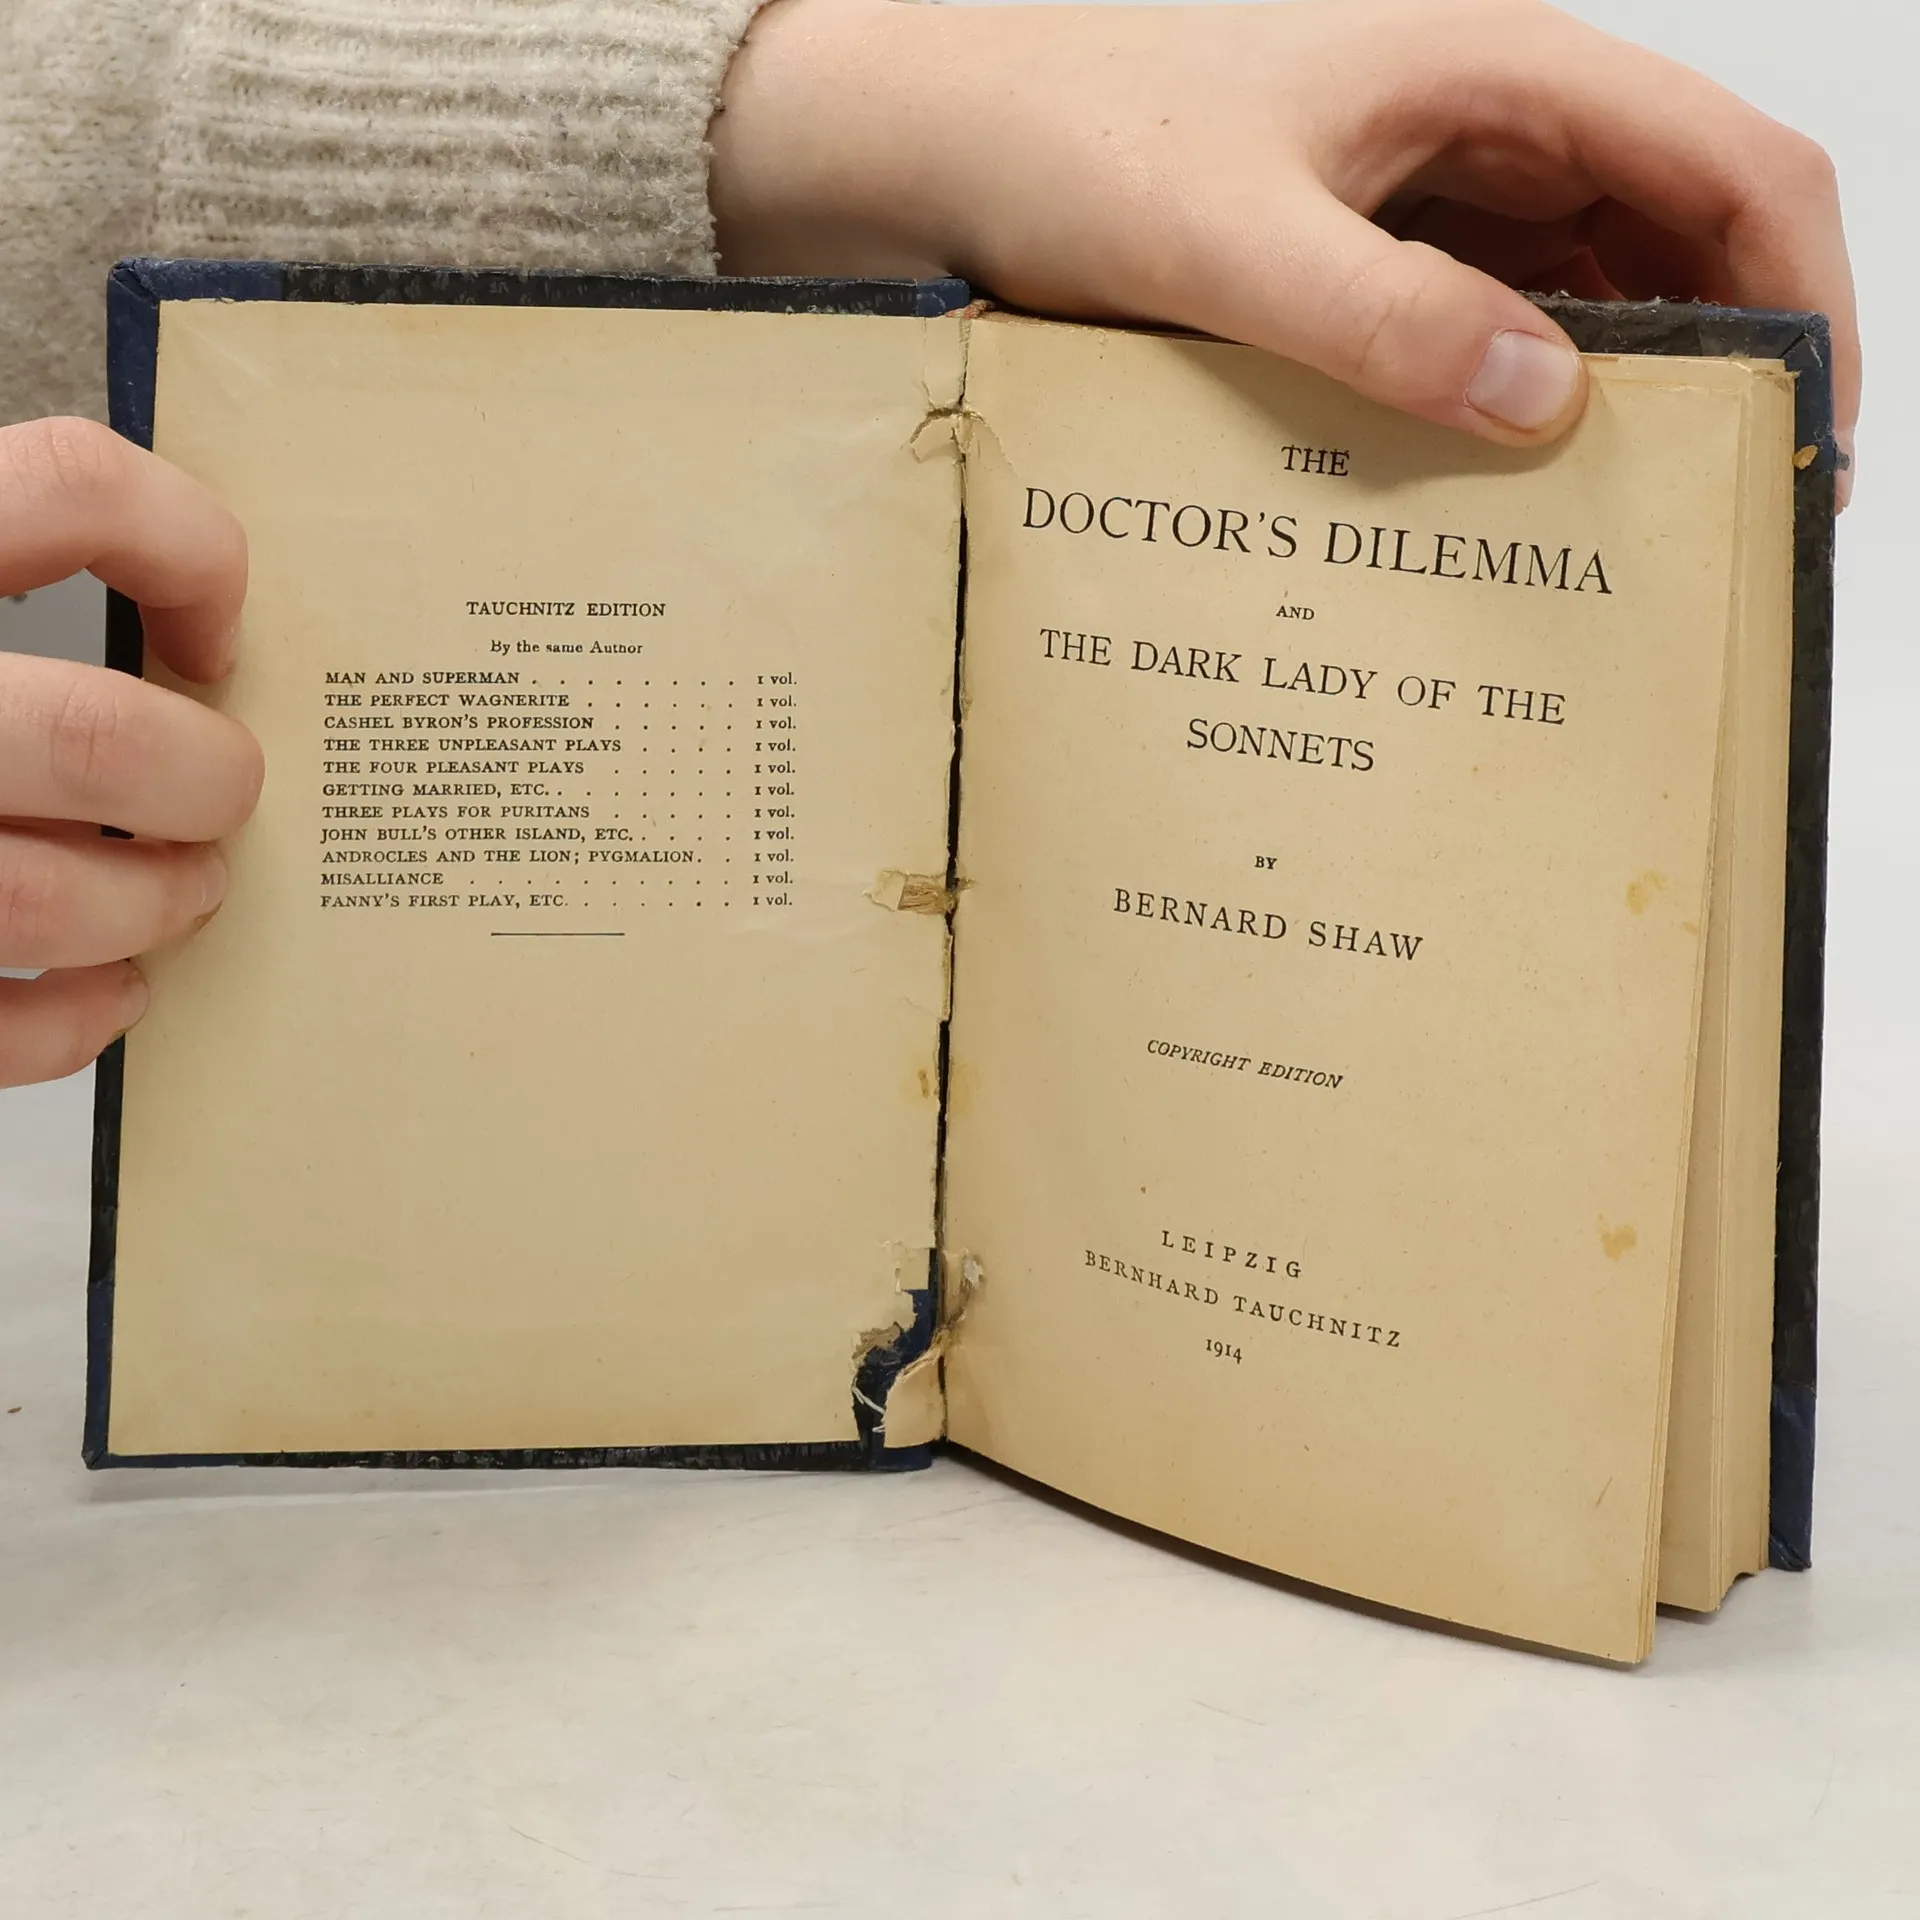 TAUCHNITZ EDITION
By the same Author
MAN AND SUPERMAN . . . . . . . . 1 vol.
THE PERFECT WAGNERITE . . . . . . 1 vol.
CASHEL BYRON'S PROFESSION . . . . . 1 vol.
THE THREE UNPLEASANT PLAYS . . . . 1 vol.
THE FOUR PLEASANT PLAYS . . . . . 1 vol.
GETTING MARRIED, ETC. . . . . . . . 1 vol.
THREE PLAYS FOR PURITANS . . . . . 1 vol.
JOHN BULL'S OTHER ISLAND, ETC. . . . . 1 vol.
ANDROCLES AND THE LION; PYGMALION. . 1 vol.
MISALLIANCE . . . . . . . . . . 1 vol.
FANNY'S FIRST PLAY, ETC. . . . . . . 1 vol.
THE
DOCTOR'S DILEMMA
AND
THE DARK LADY OF THE
SONNETS
BY
BERNARD SHAW
COPYRIGHT EDITION
LEIPZIG
BERNHARD TAUCHNITZ
1914